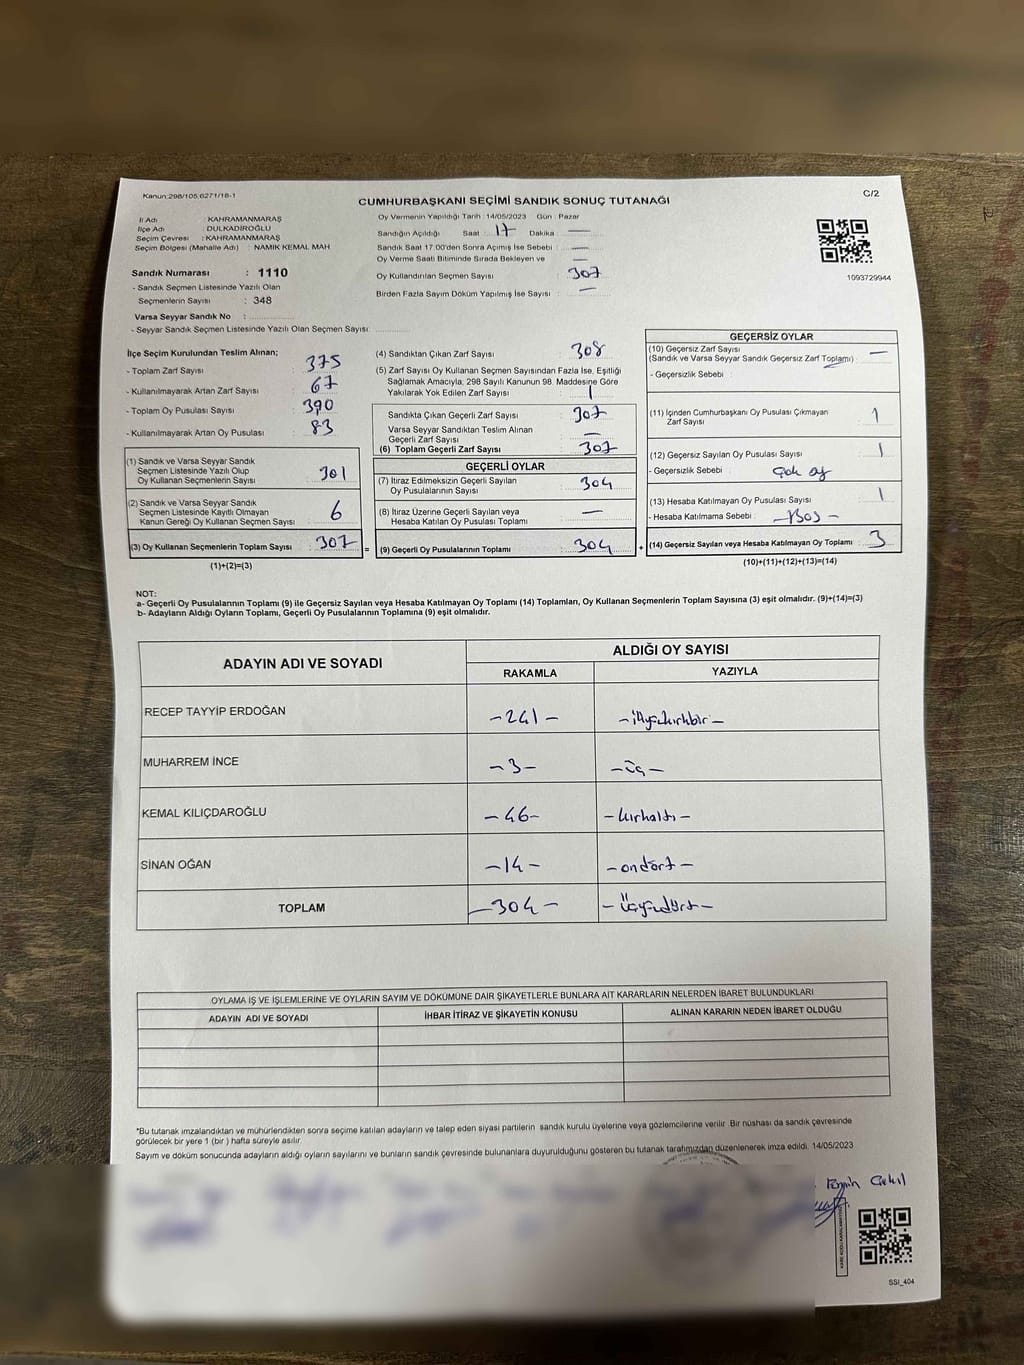 Kanun:298/105,6271/18-1
C/2
CUMHURBAŞKANI SEÇİMİ SANDIK SONUÇ TUTANAĞI
İl Adı : KAHRAMANMARAŞ
İlçe Adı : DULKADİROĞLU
Seçim Çevresi : KAHRAMANMARAŞ
Seçim Bölgesi (Mahalle Adı) : NAMIK KEMAL MAH
Sandık Numarası : 1110
- Sandık Seçmen Listesinde Yazılı Olan
Seçmenlerin Sayısı : 348
Varsa Seyyar Sandık No :
- Seyyar Sandık Seçmen Listesinde Yazılı Olan Seçmen Sayısı:
Oy Vermenin Yapıldığı Tarih :14/05/2023 Gün : Pazar
Sandığın Açıldığı Saat : 17 Dakika : —
Sandık Saat 17:00'den Sonra Açımış İse Sebebi : —
Oy Verme Saati Bitiminde Sırada Bekleyen ve —
Oy Kullandırılan Seçmen Sayısı : 307
Birden Fazla Sayım Döküm Yapılmış İse Sayısı : —
1093729944
İlçe Seçim Kurulundan Teslim Alınan;
- Toplam Zarf Sayısı : 375
- Kullanılmayarak Artan Zarf Sayısı : 67
- Toplam Oy Pusulası Sayısı : 390
- Kullanılmayarak Artan Oy Pusulası : 83
(1) Sandık ve Varsa Seyyar Sandık
Seçmen Listesinde Yazılı Olup
Oy Kullanan Seçmenlerin Sayısı : 301
(2) Sandık ve Varsa Seyyar Sandık
Seçmen Listesinde Kayıtlı Olmayan
Kanun Gereği Oy Kullanan Seçmen Sayısı : 6
(3) Oy Kullanan Seçmenlerin Toplam Sayısı : 307 =
(1)+(2)=(3)
(4) Sandıktan Çıkan Zarf Sayısı : 308
(5) Zarf Sayısı Oy Kullanan Seçmen Sayısından Fazla İse, Eşitliği
Sağlamak Amacıyla; 298 Sayılı Kanunun 98. Maddesine Göre
Yakılarak Yok Edilen Zarf Sayısı : 1
Sandıkta Çıkan Geçerli Zarf Sayısı : 307
Varsa Seyyar Sandıktan Teslim Alınan
Geçerli Zarf Sayısı : —
(6) Toplam Geçerli Zarf Sayısı : 307
GEÇERLİ OYLAR
(7) İtiraz Edilmeksizin Geçerli Sayılan
Oy Pusulalarının Sayısı : 304
(8) İtiraz Üzerine Geçerli Sayılan veya
Hesaba Katılan Oy Pusulası Toplamı : —
(9) Geçerli Oy Pusulalarının Toplamı : 304 +
GEÇERSİZ OYLAR
(10) Geçersiz Zarf Sayısı
(Sandık ve Varsa Seyyar Sandık Geçersiz Zarf Toplamı) : —
- Geçersizlik Sebebi :
(11) İçinden Cumhurbaşkanı Oy Pusulası Çıkmayan
Zarf Sayısı : 1
(12) Geçersiz Sayılan Oy Pusulası Sayısı : 1
- Geçersizlik Sebebi : Çok oy
(13) Hesaba Katılmayan Oy Pusulası Sayısı : 1
- Hesaba Katılmama Sebebi : —Boş—
(14) Geçersiz Sayılan veya Hesaba Katılmayan Oy Toplamı : 3
(10)+(11)+(12)+(13)=(14)
NOT:
a- Geçerli Oy Pusulalarının Toplamı (9) ile Geçersiz Sayılan veya Hesaba Katılmayan Oy Toplamı (14) Toplamları, Oy Kullanan Seçmenlerin Toplam Sayısına (3) eşit olmalıdır. (9)+(14)=(3)
b- Adayların Aldığı Oyların Toplamı, Geçerli Oy Pusulalarının Toplamına (9) eşit olmalıdır.
ADAYIN ADI VE SOYADI ALDIĞI OY SAYISI
RAKAMLA YAZIYLA
RECEP TAYYİP ERDOĞAN —241— —ikiyüzkırkbir—
MUHARREM İNCE —3— —üç—
KEMAL KILIÇDAROĞLU —46— —kırkaltı—
SİNAN OĞAN —14— —ondört—
TOPLAM —304— —Üçyüzdört—
OYLAMA İŞ VE İŞLEMLERİNE VE OYLARIN SAYIM VE DÖKÜMÜNE DAİR ŞİKAYETLERLE BUNLARA AİT KARARLARIN NELERDEN İBARET BULUNDUKLARI
ADAYIN ADI VE SOYADI İHBAR İTİRAZ VE ŞİKAYETİN KONUSU ALINAN KARARIN NEDEN İBARET OLDUĞU
*Bu tutanak imzalandıktan ve mühürlendikten sonra seçime katılan adayların ve talep eden siyasi partilerin sandık kurulu üyelerine veya gözlemcilerine verilir. Bir nüshası da sandık çevresinde
görülecek bir yere 1 (bir ) hafta süreyle asılır.
Sayım ve döküm sonucunda adayların aldığı oyların sayılarını ve bunların sandık çevresinde bulunanlara duyurulduğunu gösteren bu tutanak tarafımızdan düzenlenerek imza edildi. 14/05/2023
SSI_404